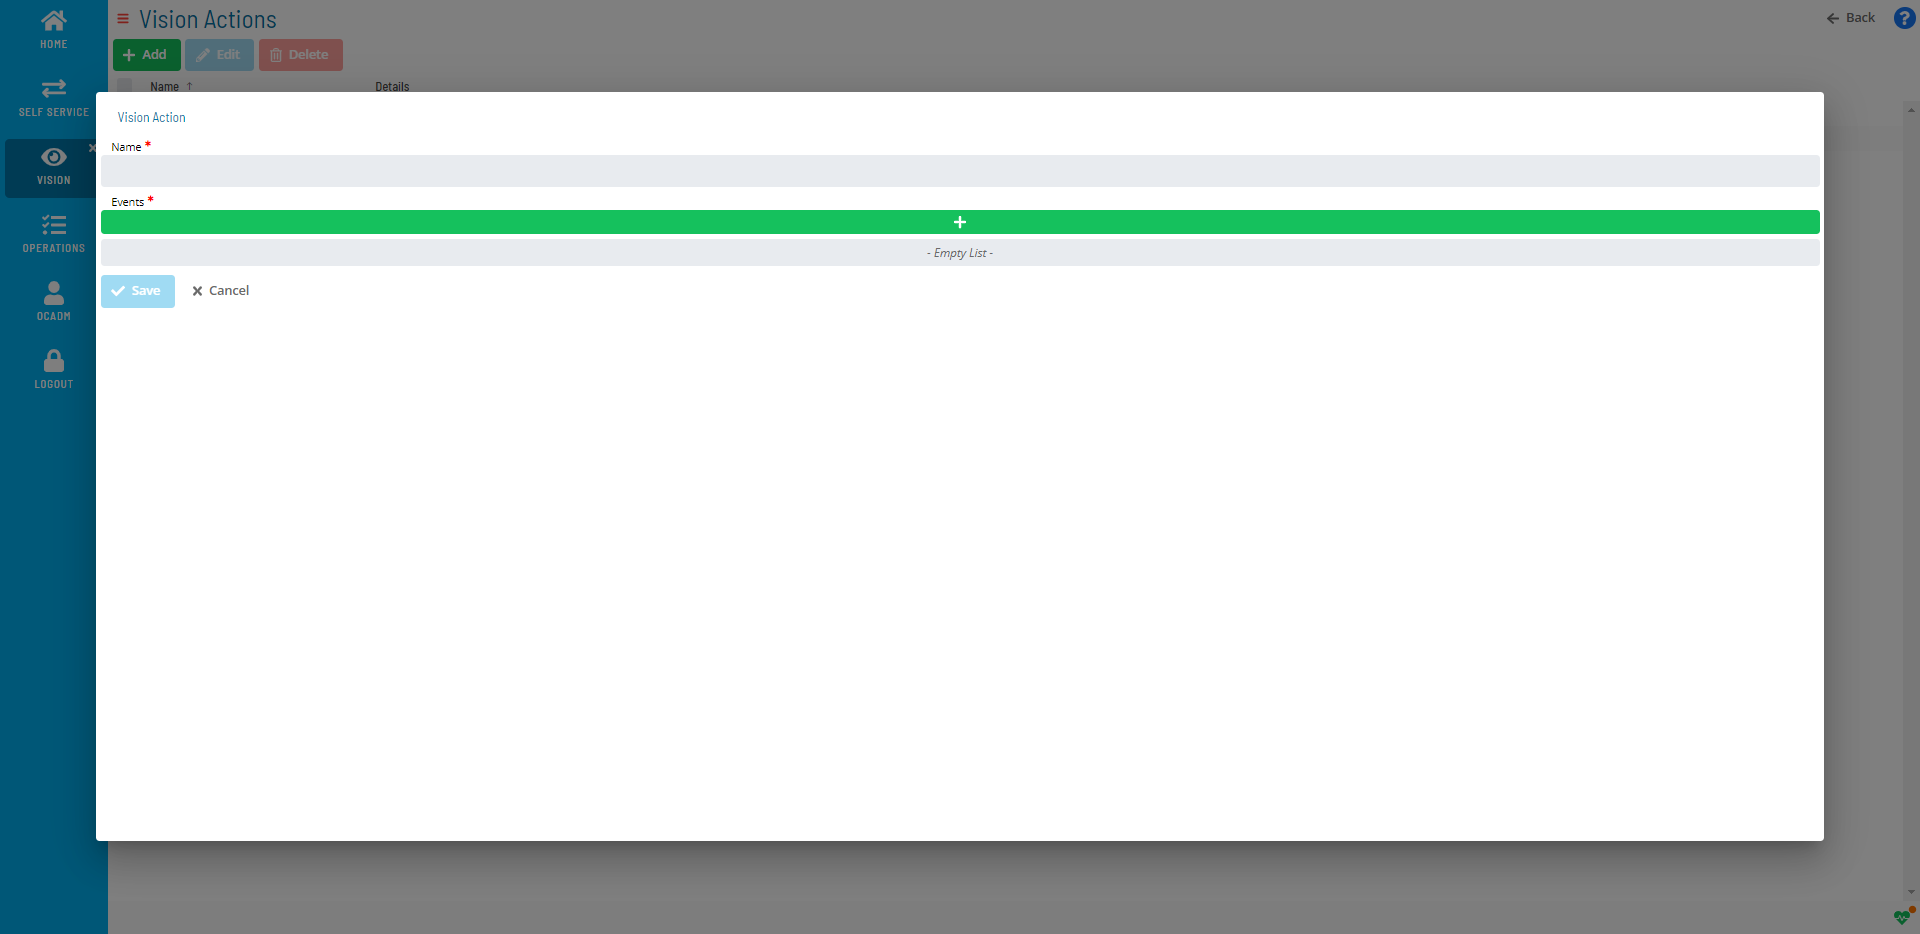 HOME
SELF SERVICE
VISION
OPERATIONS
OCADM
LOGOUT
Vision Actions
Back
Add
Edit
Delete
Name ↑
Details
Vision Action
Name *
Events *
- Empty List -
Save
Cancel